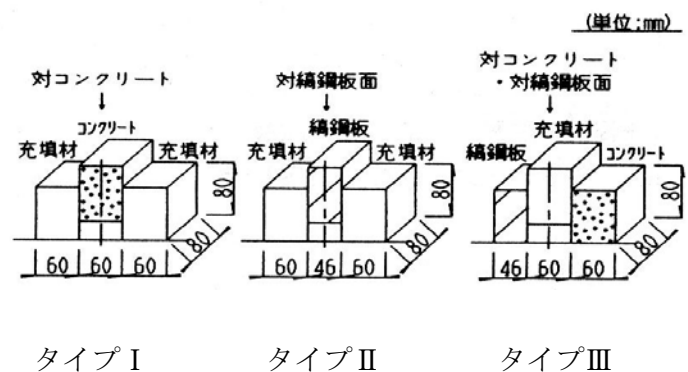 (単位;mm)
対コンクリート
↓
コンクリート
充填材 充填材
80
80
60 60 60
タイプⅠ
対縞鋼板面
↓
縞鋼板
充填材 充填材
80
80
60 46 60
タイプⅡ
対コンクリート
・対縞鋼板面
↓
充填材
縞鋼板 コンクリート
80
80
46 60 60
タイプⅢ